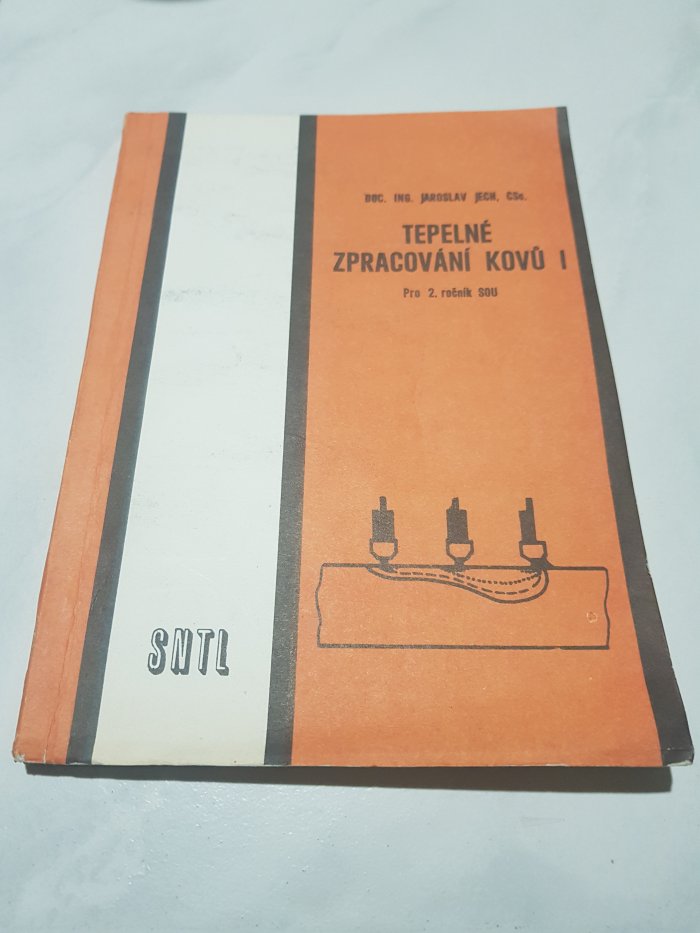 DOC. ING. JAROSLAV JECH, CSc.
TEPELNÉ
ZPRACOVÁNÍ KOVŮ I
Pro 2. ročník SOU
SNTL